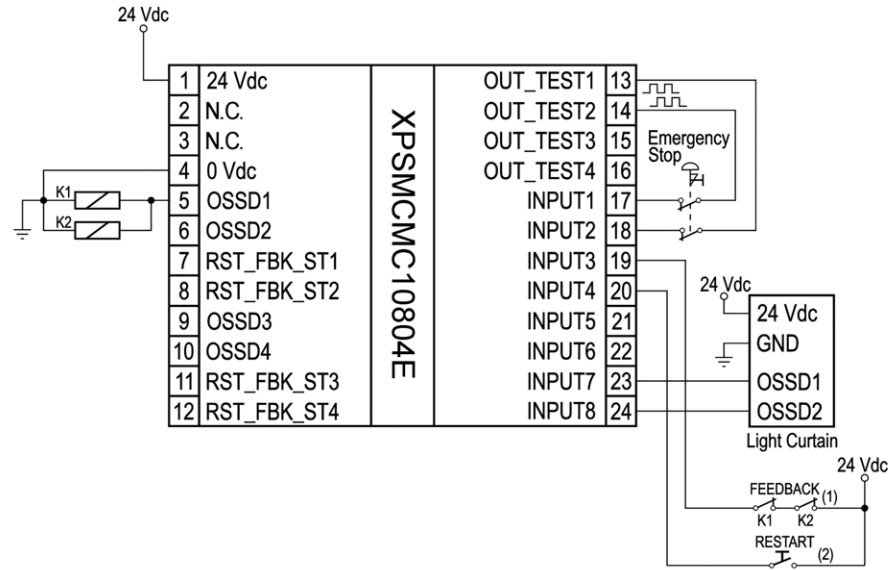 24 Vdc
1 24 Vdc
2 N.C.
3 N.C.
4 0 Vdc
5 OSSD1
6 OSSD2
7 RST_FBK_ST1
8 RST_FBK_ST2
9 OSSD3
10 OSSD4
11 RST_FBK_ST3
12 RST_FBK_ST4
K1
K2
XPSMCMC10804E
OUT_TEST1 13
OUT_TEST2 14
OUT_TEST3 15
OUT_TEST4 16
INPUT1 17
INPUT2 18
INPUT3 19
INPUT4 20
INPUT5 21
INPUT6 22
INPUT7 23
INPUT8 24
Emergency
Stop
24 Vdc
24 Vdc
GND
OSSD1
OSSD2
Light Curtain
24 Vdc
FEEDBACK (1)
K1 K2
RESTART
(2)